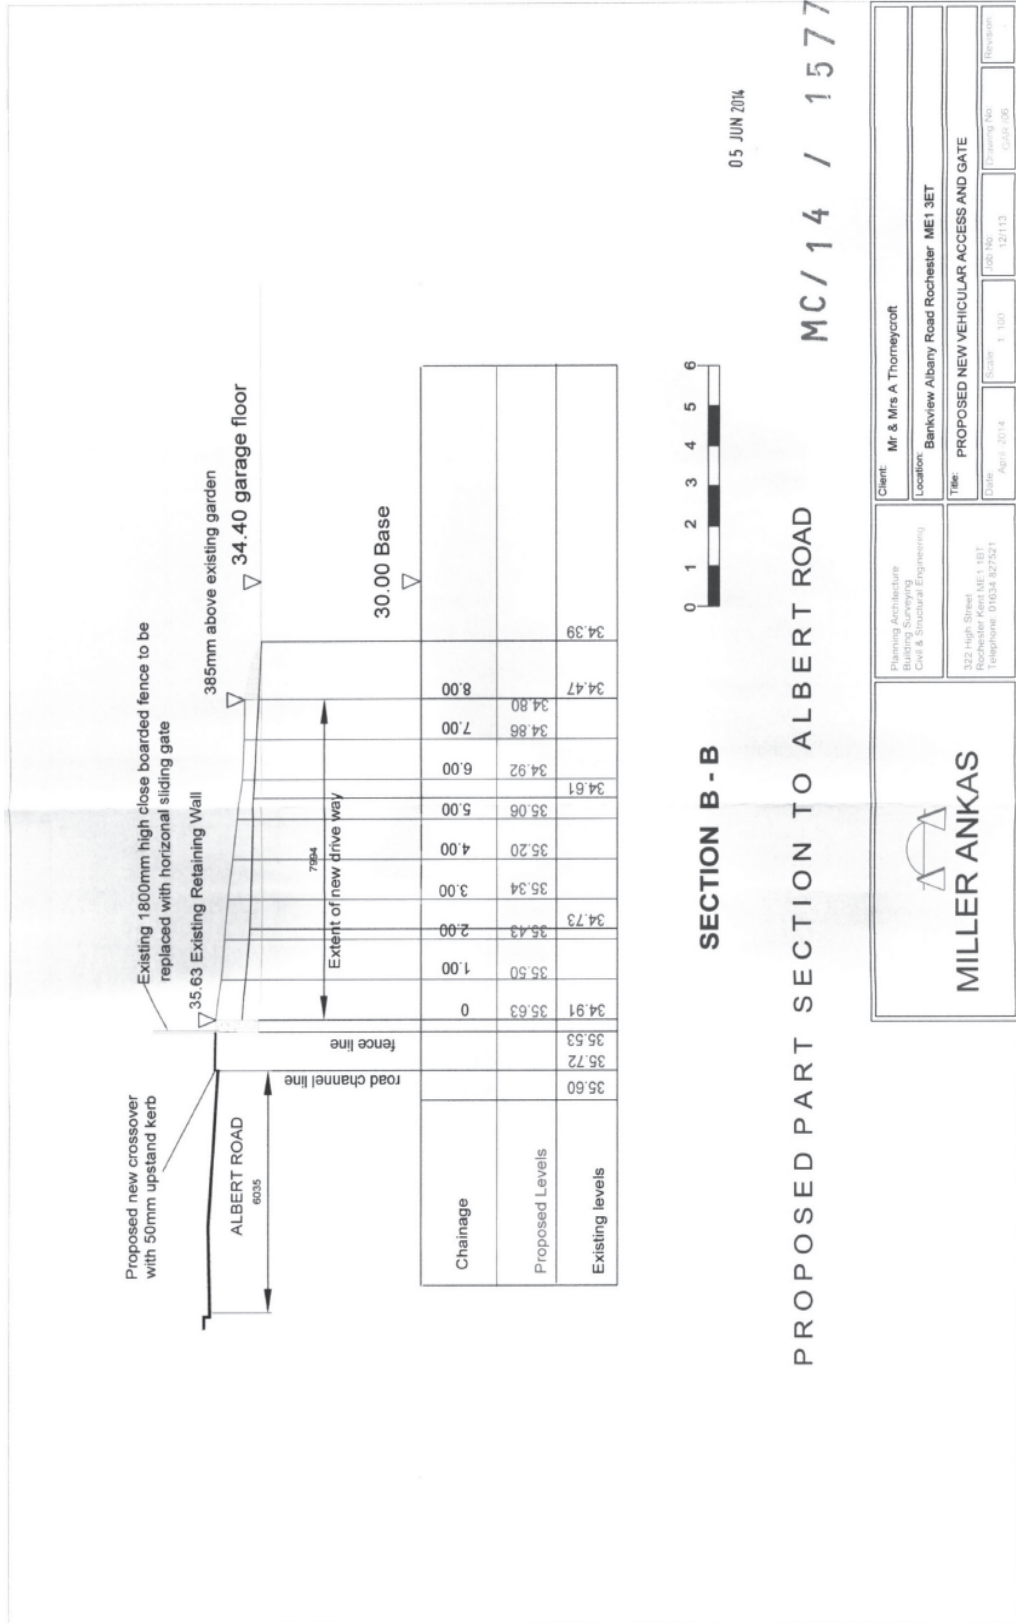 Existing 1800mm high close boarded fence to be
replaced with horizonal sliding gate
Proposed new crossover
with 50mm upstand kerb
35.63 Existing Retaining Wall
385mm above existing garden
34.40 garage floor
ALBERT ROAD
6035
7994
Extent of new drive way
30.00 Base
road channel line
fence line
Chainage 0 1.00 2.00 3.00 4.00 5.00 6.00 7.00 8.00
Proposed Levels 35.63 35.50 35.43 35.34 35.20 35.06 34.92 34.86 34.80
Existing levels 35.60 35.72 35.53 34.91 34.73 34.61 34.47 34.39
SECTION B - B
0 1 2 3 4 5 6
05 JUN 2014
PROPOSED PART SECTION TO ALBERT ROAD
MC/14 / 1577
MILLER ANKAS
Planning Architecture
Building Surveying
Civil & Structural Engineering
322 High Street
Rochester Kent ME1 1BT
Telephone: 01634 827521
Client: Mr & Mrs A Thorneycroft
Location: Bankview Albany Road Rochester ME1 3ET
Title: PROPOSED NEW VEHICULAR ACCESS AND GATE
Date: April 2014
Scale 1:100
Job No: 12/113
Drawing No: GAR /06
Revision